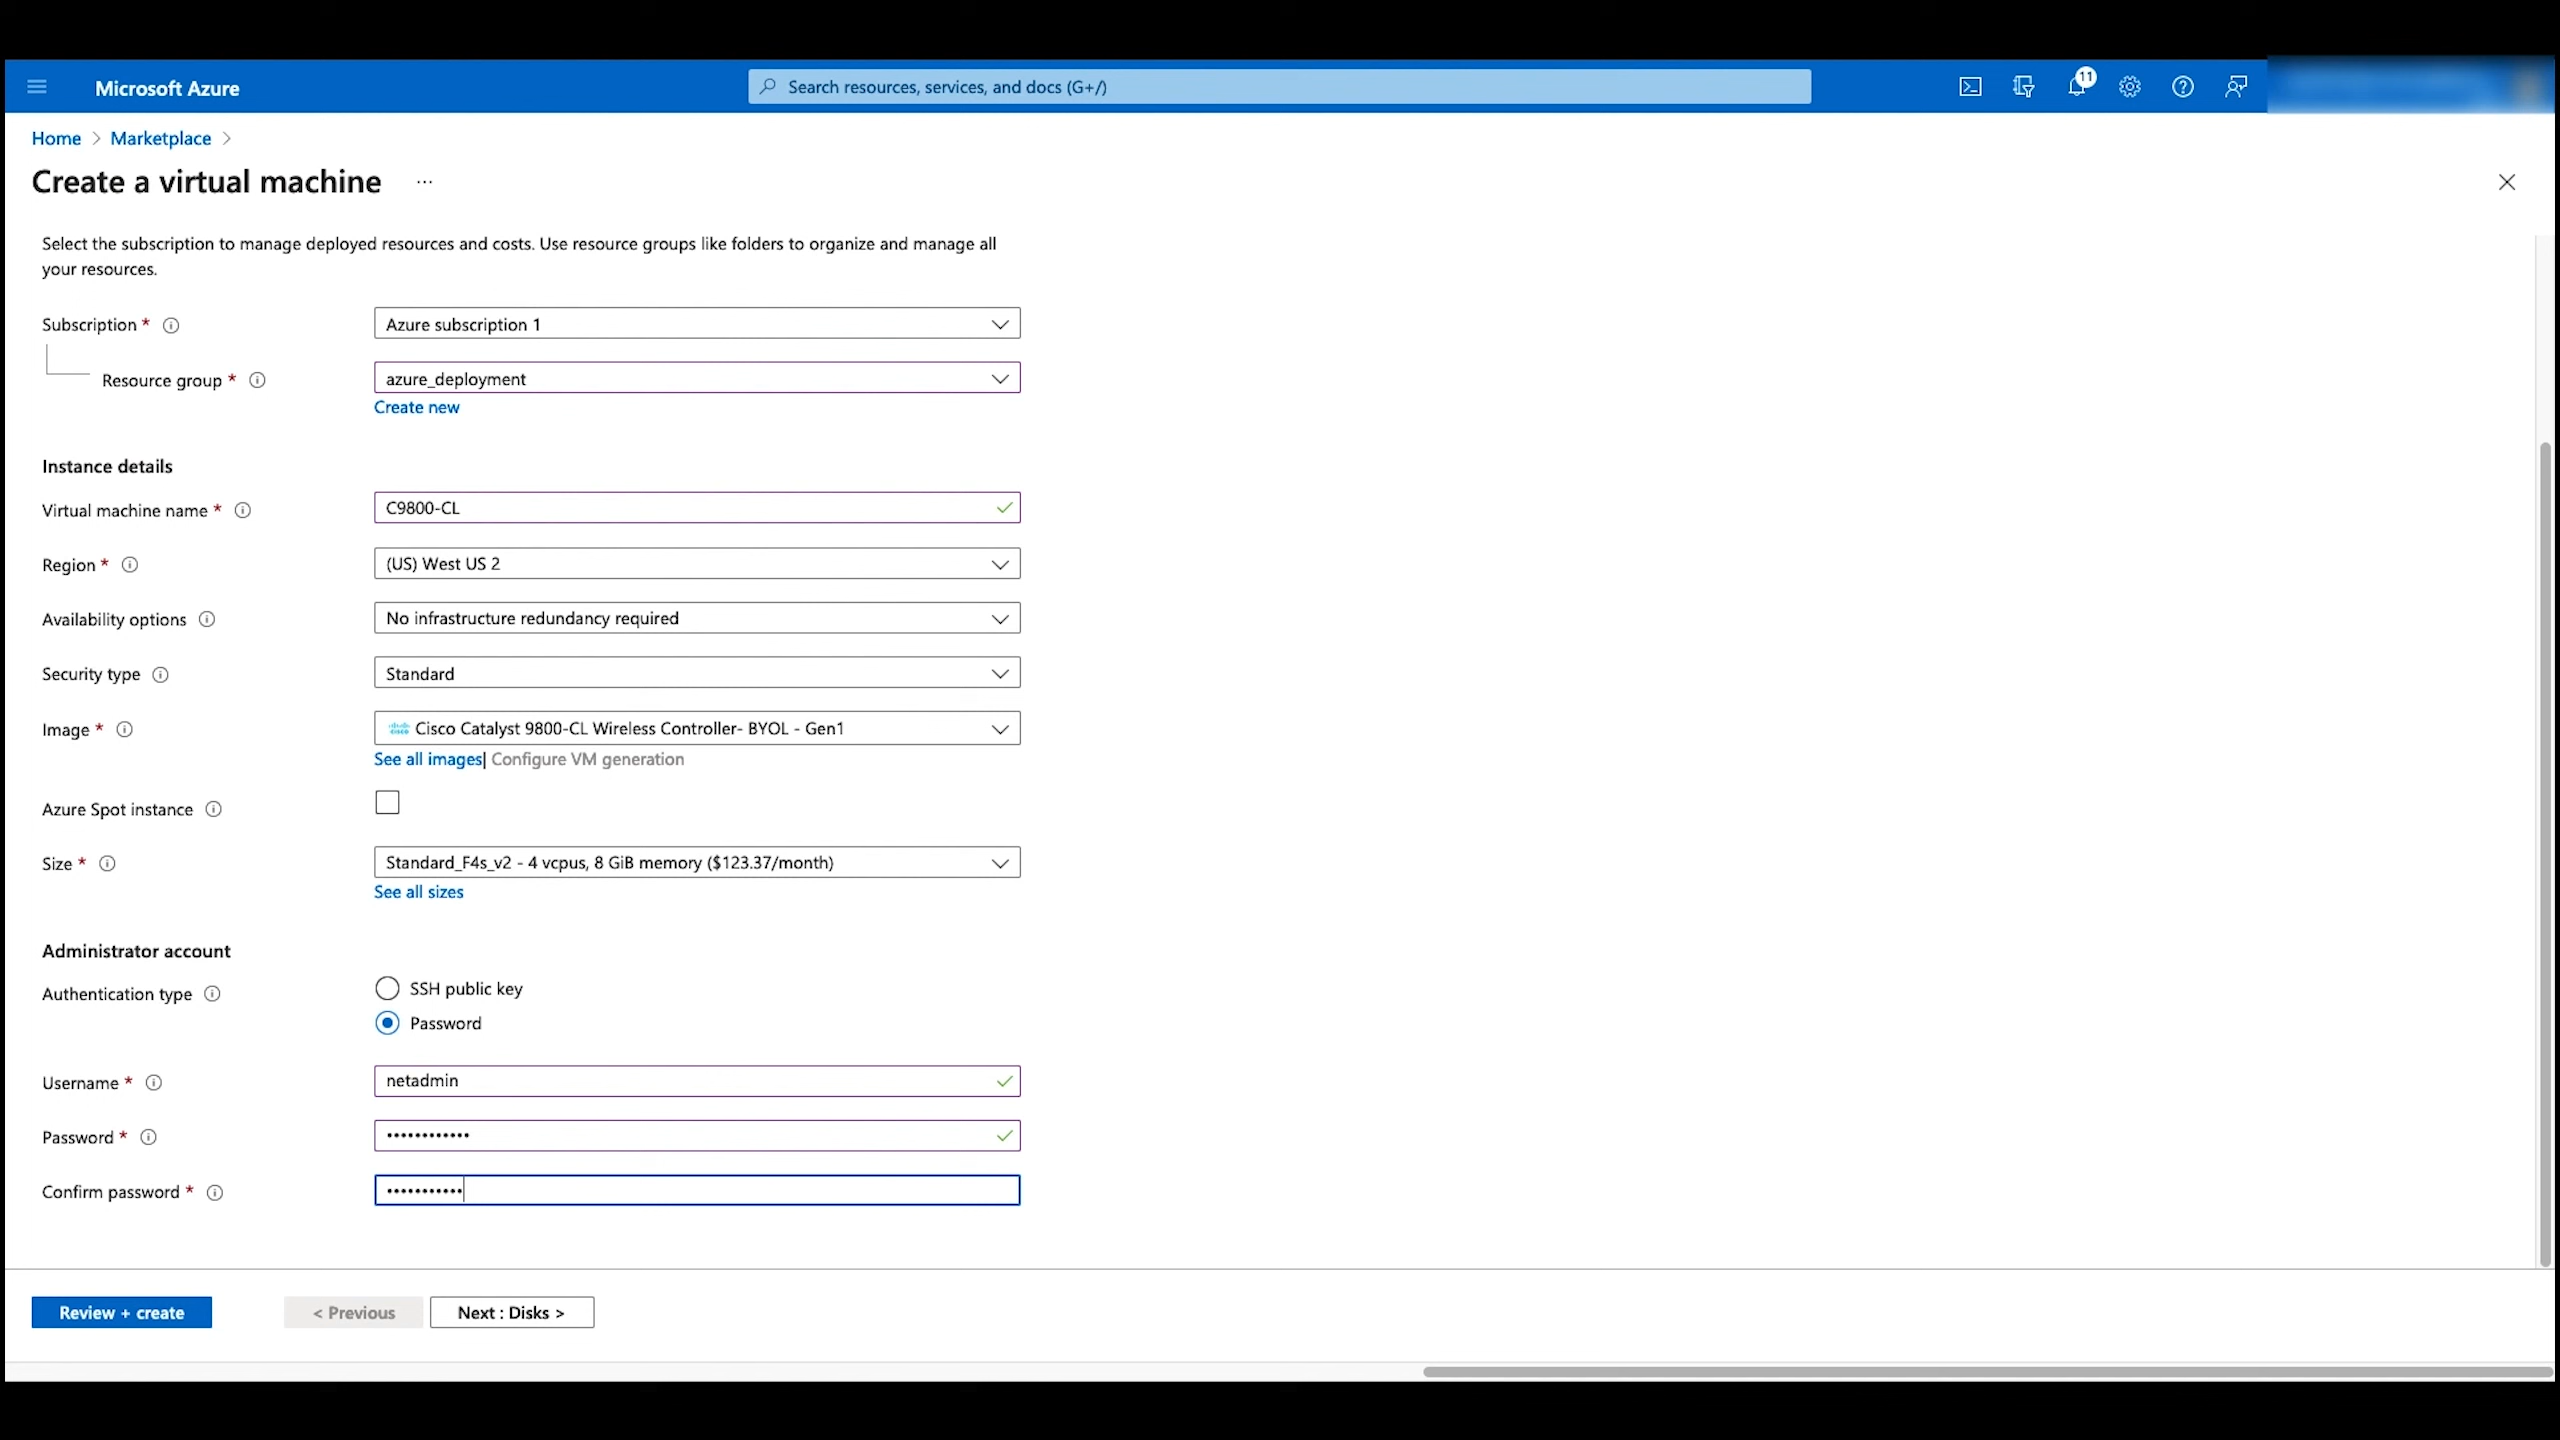 Microsoft Azure
Search resources, services, and docs (G+/)
11
Home > Marketplace >
Create a virtual machine ...
Select the subscription to manage deployed resources and costs. Use resource groups like folders to organize and manage all
your resources.
Subscription *
Azure subscription 1
Resource group *
azure_deployment
Create new
Instance details
Virtual machine name *
C9800-CL
Region *
(US) West US 2
Availability options
No infrastructure redundancy required
Security type
Standard
Image *
Cisco Catalyst 9800-CL Wireless Controller- BYOL - Gen1
See all images| Configure VM generation
Azure Spot instance
Size *
Standard_F4s_v2 - 4 vcpus, 8 GiB memory ($123.37/month)
See all sizes
Administrator account
Authentication type
SSH public key
Password
Username *
netadmin
Password *
••••••••••••
Confirm password *
•••••••••••
Review + create
< Previous
Next : Disks >